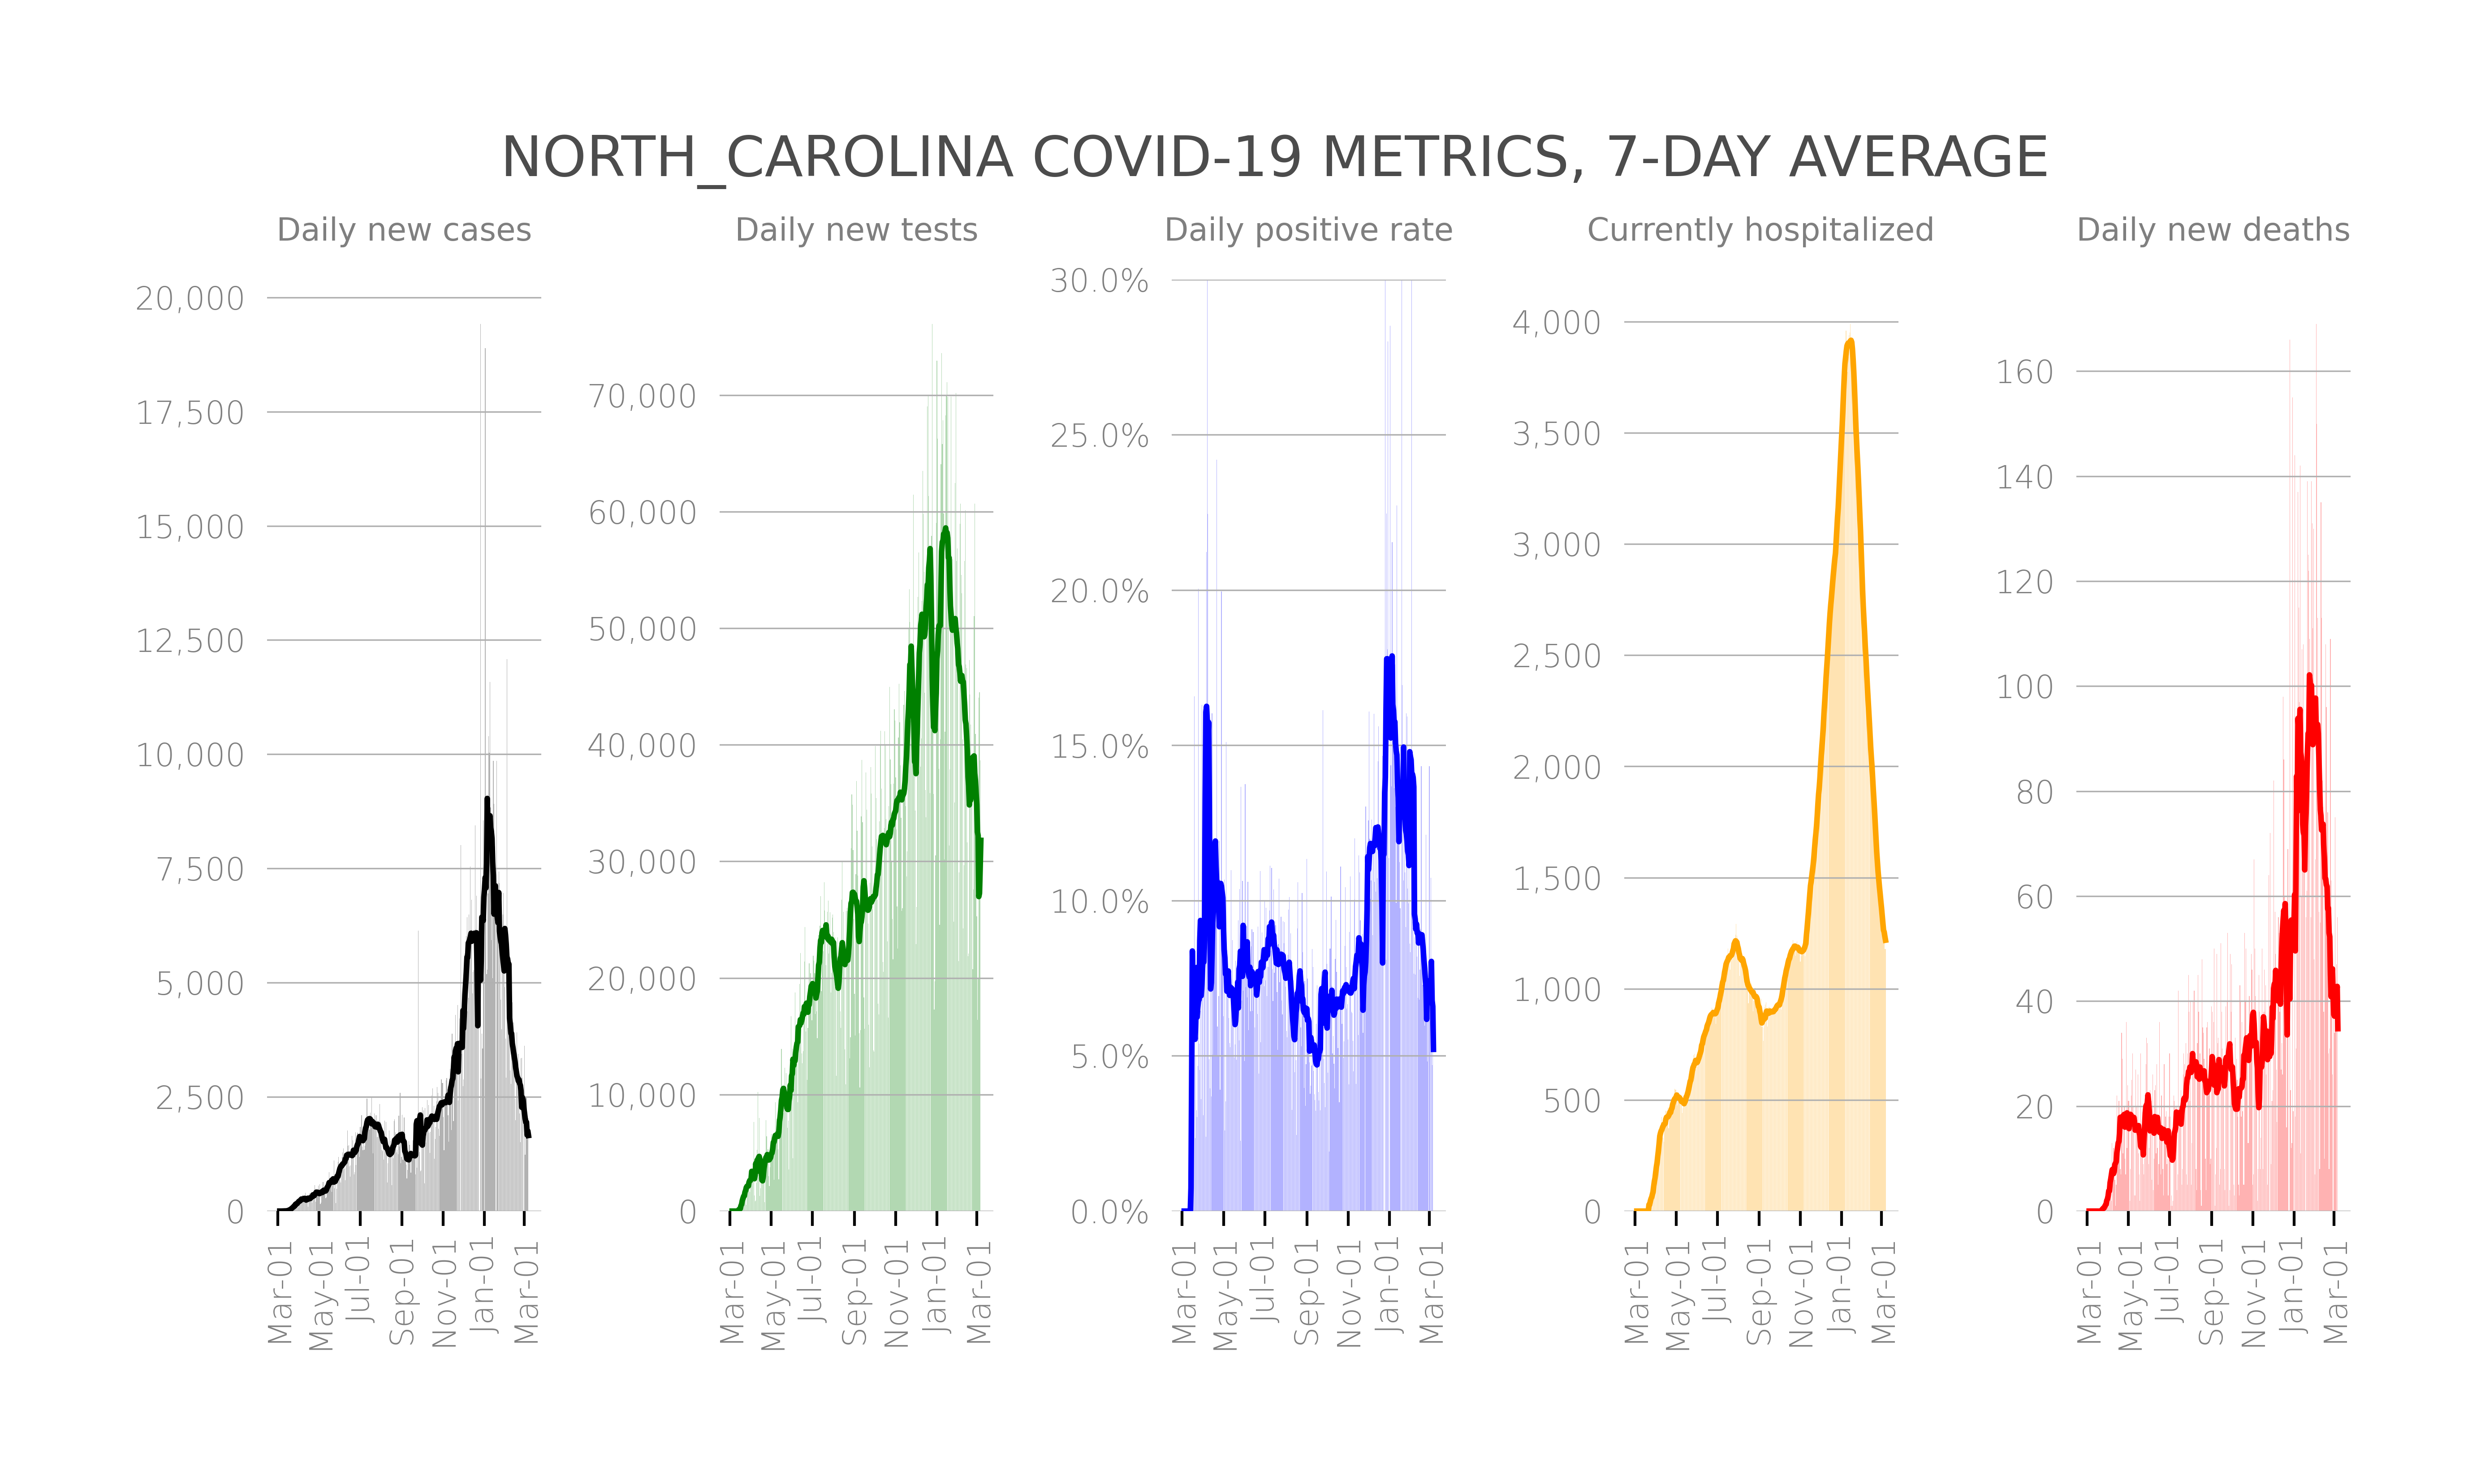 NORTH_CAROLINA COVID-19 METRICS, 7-DAY AVERAGE
Daily new cases
20,000
17,500
15,000
12,500
10,000
7,500
5,000
2,500
0
Mar-01
May-01
Jul-01
Sep-01
Nov-01
Jan-01
Mar-01
Daily new tests
70,000
60,000
50,000
40,000
30,000
20,000
10,000
0
Mar-01
May-01
Jul-01
Sep-01
Nov-01
Jan-01
Mar-01
Daily positive rate
30.0%
25.0%
20.0%
15.0%
10.0%
5.0%
0.0%
Mar-01
May-01
Jul-01
Sep-01
Nov-01
Jan-01
Mar-01
Currently hospitalized
4,000
3,500
3,000
2,500
2,000
1,500
1,000
500
0
Mar-01
May-01
Jul-01
Sep-01
Nov-01
Jan-01
Mar-01
Daily new deaths
160
140
120
100
80
60
40
20
0
Mar-01
May-01
Jul-01
Sep-01
Nov-01
Jan-01
Mar-01